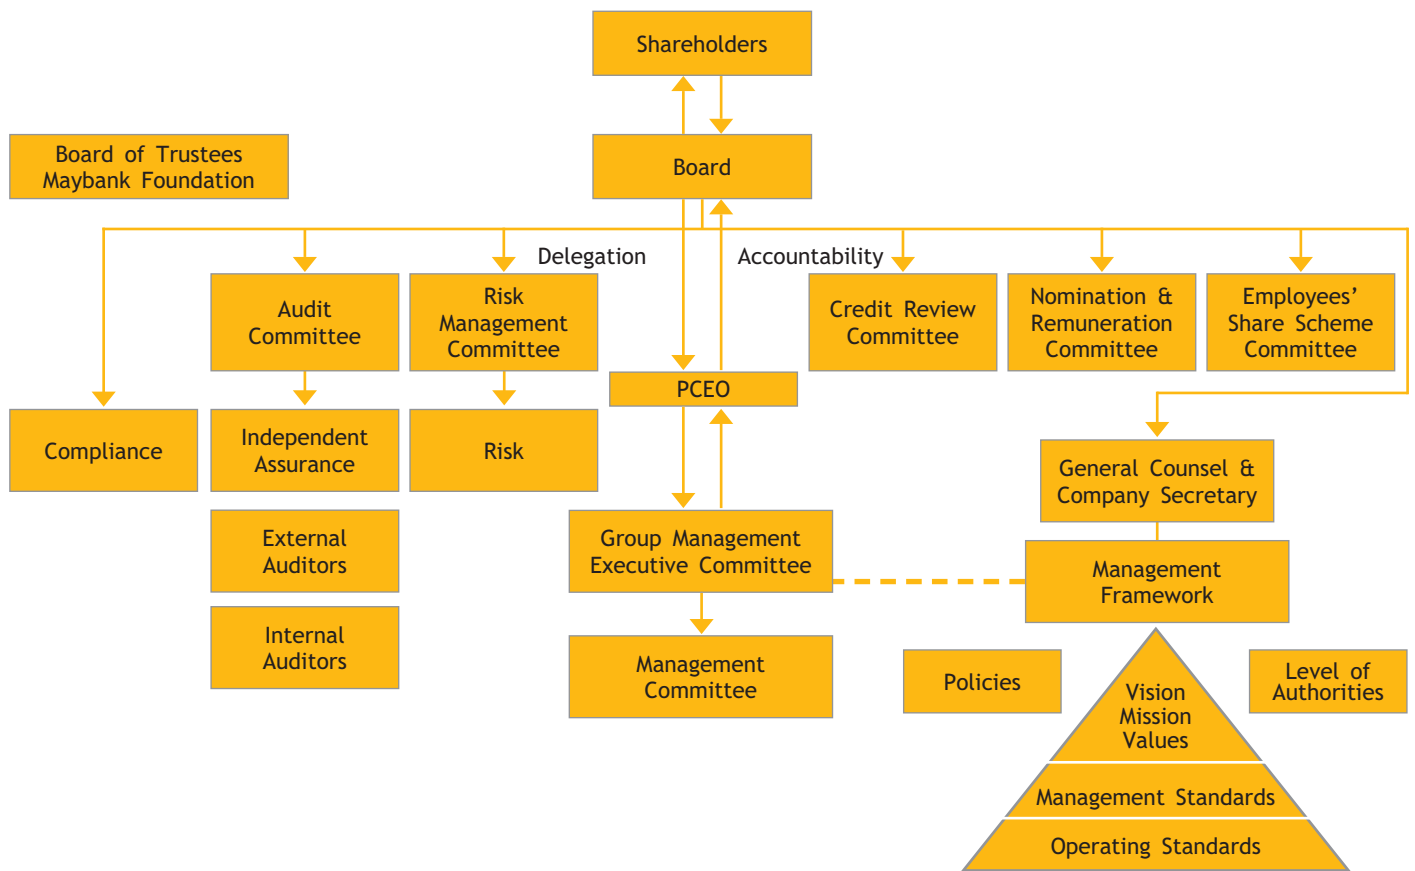 Shareholders
Board of Trustees
Maybank Foundation
Board
Delegation
Accountability
Audit
Committee
Risk
Management
Committee
Credit Review
Committee
Nomination &
Remuneration
Committee
Employees’
Share Scheme
Committee
PCEO
Compliance
Independent
Assurance
Risk
General Counsel &
Company Secretary
External
Auditors
Group Management
Executive Committee
Management
Framework
Internal
Auditors
Management
Committee
Policies
Level of
Authorities
Vision
Mission
Values
Management Standards
Operating Standards